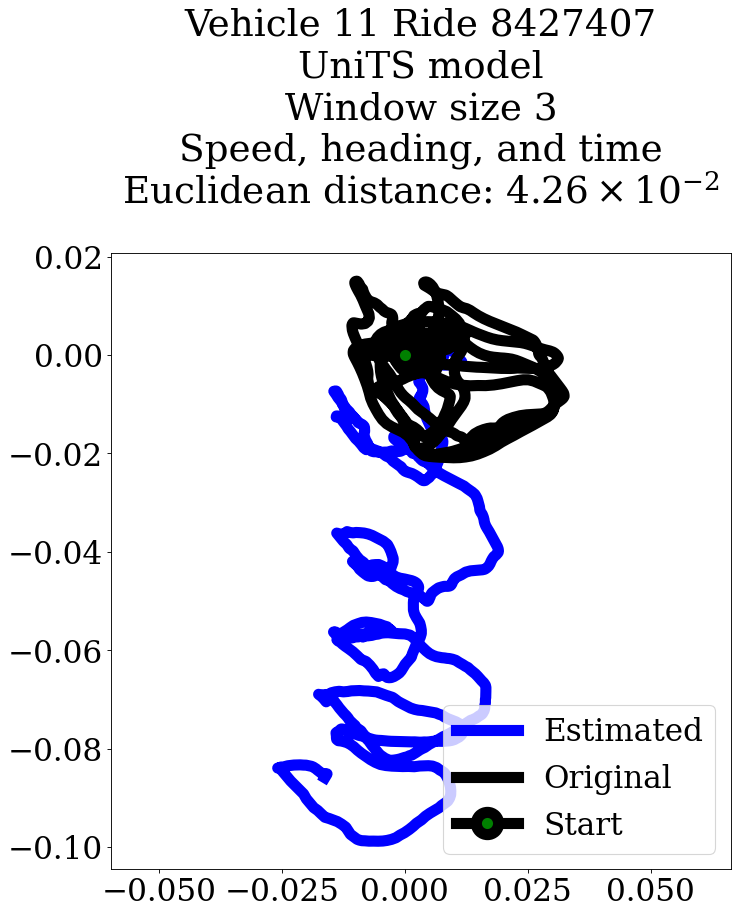 Vehicle 11 Ride 8427407
UniTS model
Window size 3
Speed, heading, and time
Euclidean distance: 4.26 × 10⁻²
0.02
0.00
−0.02
−0.04
−0.06
−0.08
−0.10
Estimated
Original
Start
−0.050 −0.025 0.000 0.025 0.050